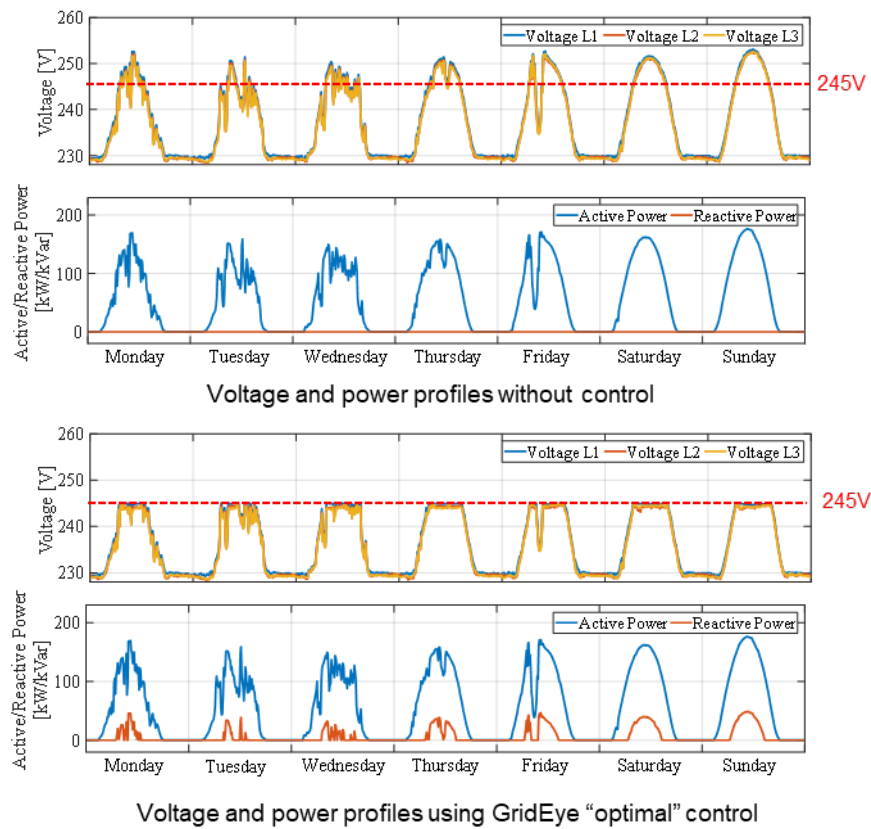 260
250
240
230
Voltage [V]
Voltage L1 Voltage L2 Voltage L3
245V
200
100
0
Active/Reactive Power
[kW/kVar]
Active Power Reactive Power
Monday Tuesday Wednesday Thursday Friday Saturday Sunday
Voltage and power profiles without control
260
250
240
230
Voltage [V]
Voltage L1 Voltage L2 Voltage L3
245V
200
100
0
Active/Reactive Power
[kW/kVar]
Active Power Reactive Power
Monday Tuesday Wednesday Thursday Friday Saturday Sunday
Voltage and power profiles using GridEye “optimal” control